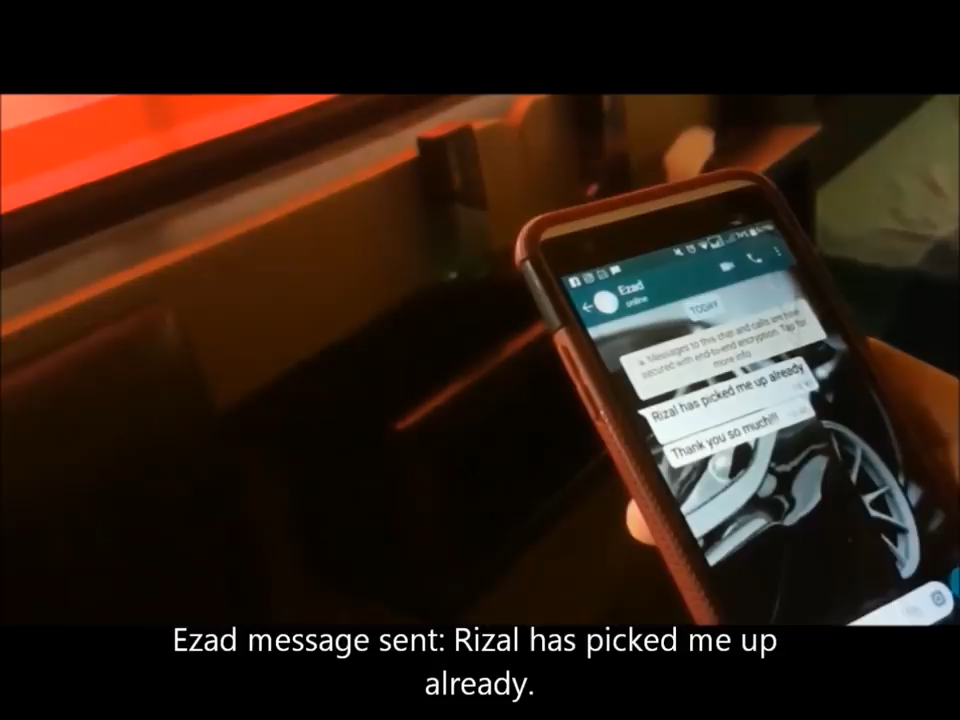 Ezad
online
TODAY
Messages to this chat and calls are now
secured with end-to-end encryption. Tap for
more info.
Rizal has picked me up already
Thank you so much!!!
Ezad message sent: Rizal has picked me up
already.